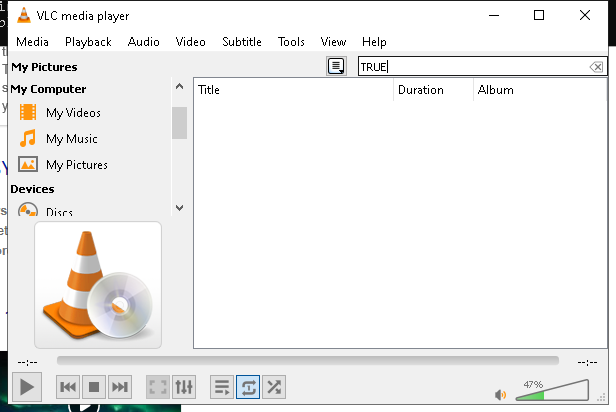 VLC media player
Media Playback Audio Video Subtitle Tools View Help
My Pictures
TRUE
My Computer
Title Duration Album
My Videos
My Music
My Pictures
Devices
Discs
--:-- --:--
47%